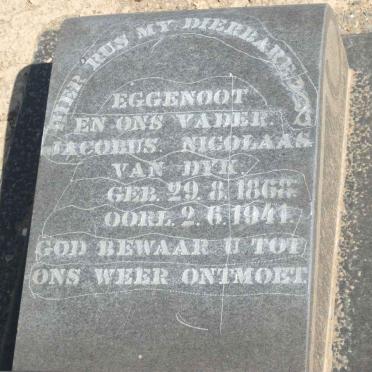 HIER RUS MY DIERBARE
EGGENOOT
EN ONS VADER.
JACOBUS NICOLAAS
VAN DYK.
GEB. 29. 8. 1868
OORL. 2. 6. 1941
GOD BEWAAR U TOT
ONS WEER ONTMOET.